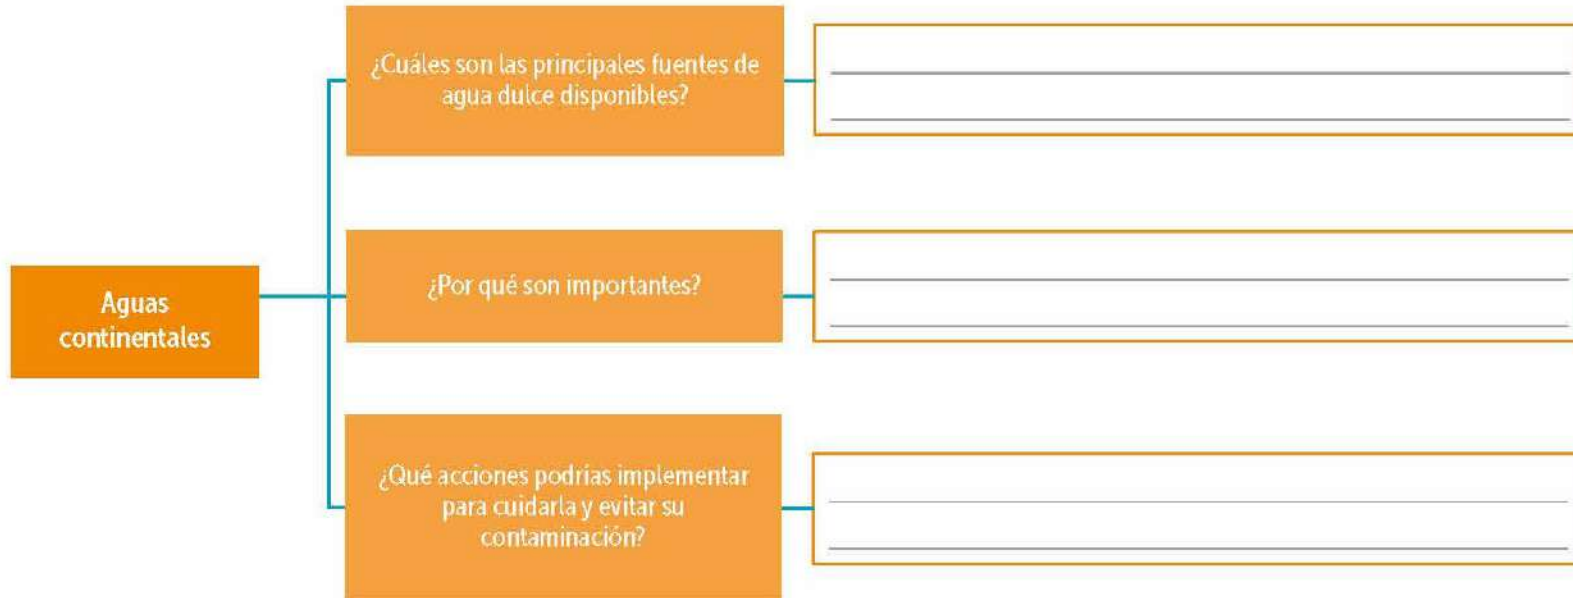 ¿Cuáles son las principales fuentes de
agua dulce disponibles?
¿Por qué son importantes?
Aguas
continentales
¿Qué acciones podrías implementar
para cuidarla y evitar su
contaminación?